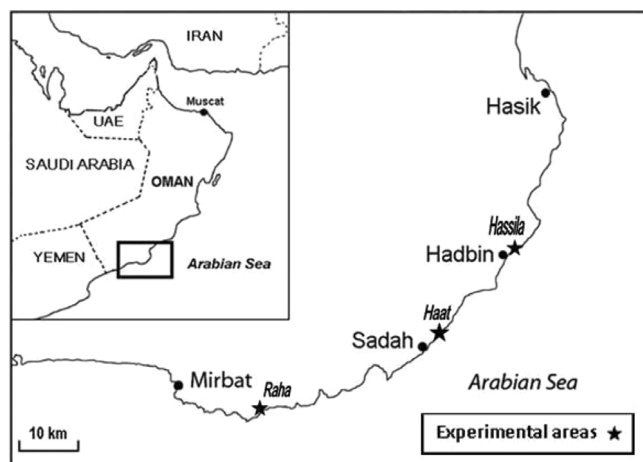 IRAN
Muscat
UAE
SAUDI ARABIA
OMAN
YEMEN
Arabian Sea
Hasik
Hassila
Hadbin
Haat
Sadah
Mirbat
Raha
Arabian Sea
10 km
Experimental areas